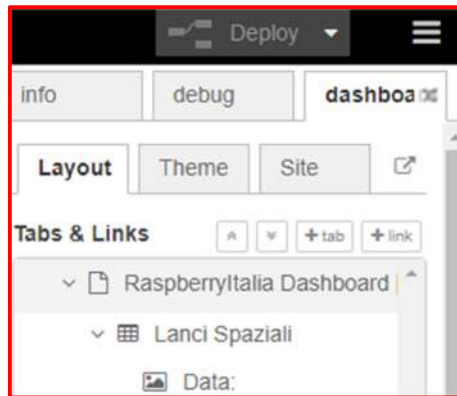 Deploy
info debug dashboa
Layout Theme Site
Tabs & Links +tab +link
RaspberryItalia Dashboard
Lanci Spaziali
Data: